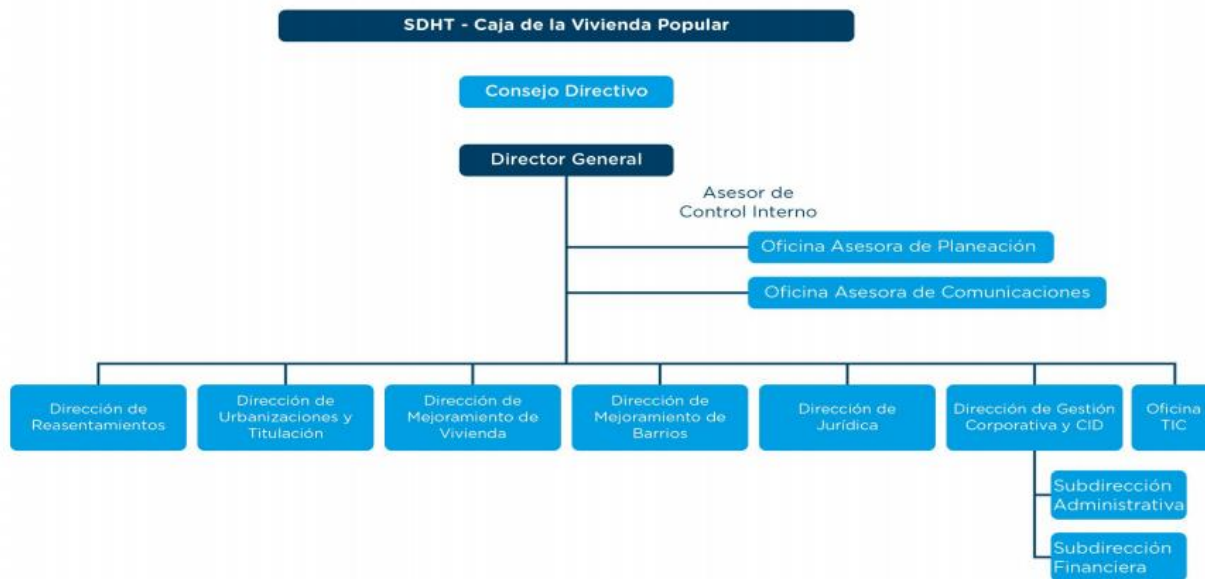 SDHT - Caja de la Vivienda Popular
Consejo Directivo
Director General
Asesor de
Control Interno
Oficina Asesora de Planeación
Oficina Asesora de Comunicaciones
Dirección de
Reasentamientos
Dirección de
Urbanizaciones y
Titulación
Dirección de
Mejoramiento de
Vivienda
Dirección de
Mejoramiento de
Barrios
Dirección de
Jurídica
Dirección de Gestión
Corporativa y CID
Oficina
TIC
Subdirección
Administrativa
Subdirección
Financiera